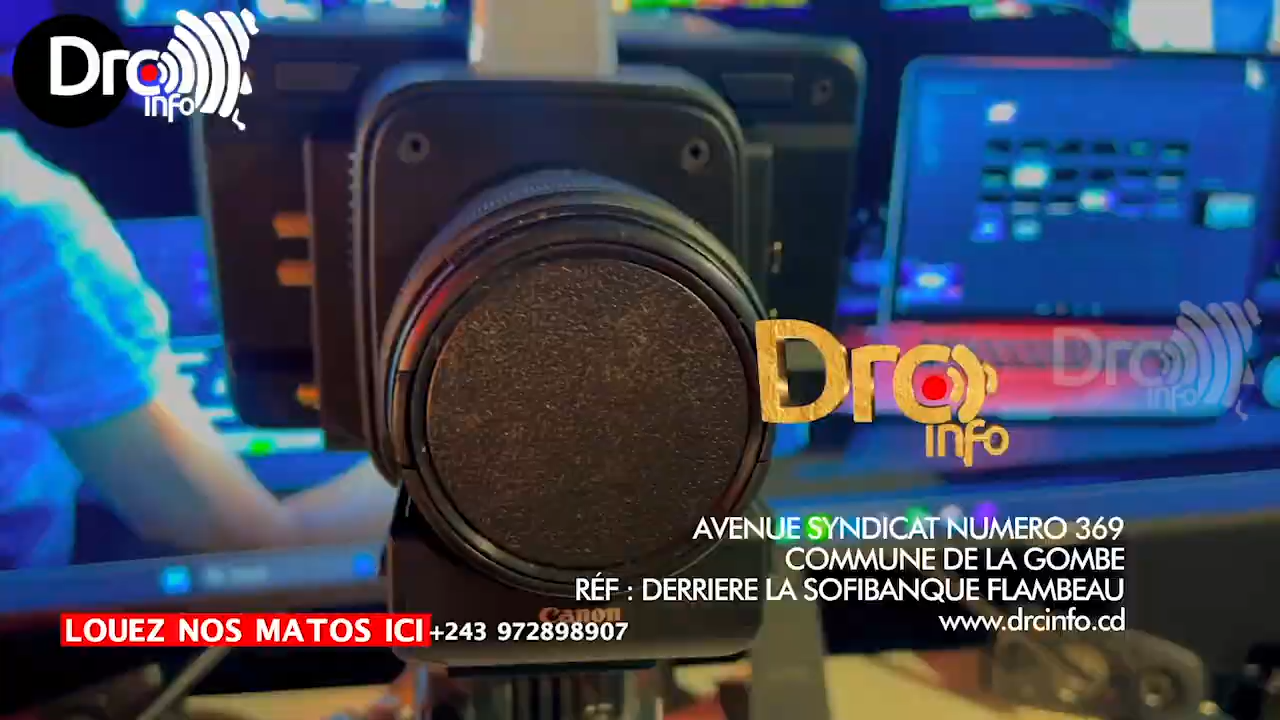 Drc
info
Drc
info
Drc
info
AVENUE SYNDICAT NUMERO 369
COMMUNE DE LA GOMBE
RÉF : DERRIERE LA SOFIBANQUE FLAMBEAU
www.drcinfo.cd
Canon
LOUEZ NOS MATOS ICI +243 972898907